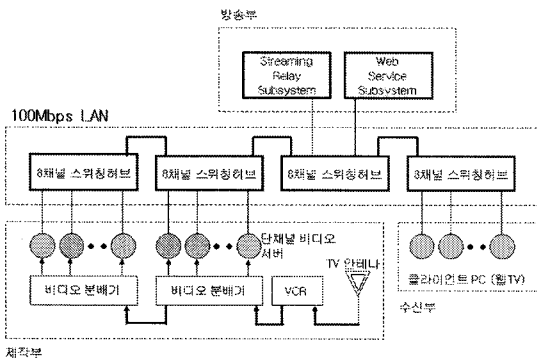 방송부
Streaming
Relay
Subsystem
Web
Service
Subsystem
100Mbps LAN
8채널 스위칭허브
8채널 스위칭허브
8채널 스위칭허브
8채널 스위칭허브
단채널 비디오
서버
TV 안테나
비디오 분배기
비디오 분배기
VCR
클라이언트 PC (웹TV)
수신부
제작부